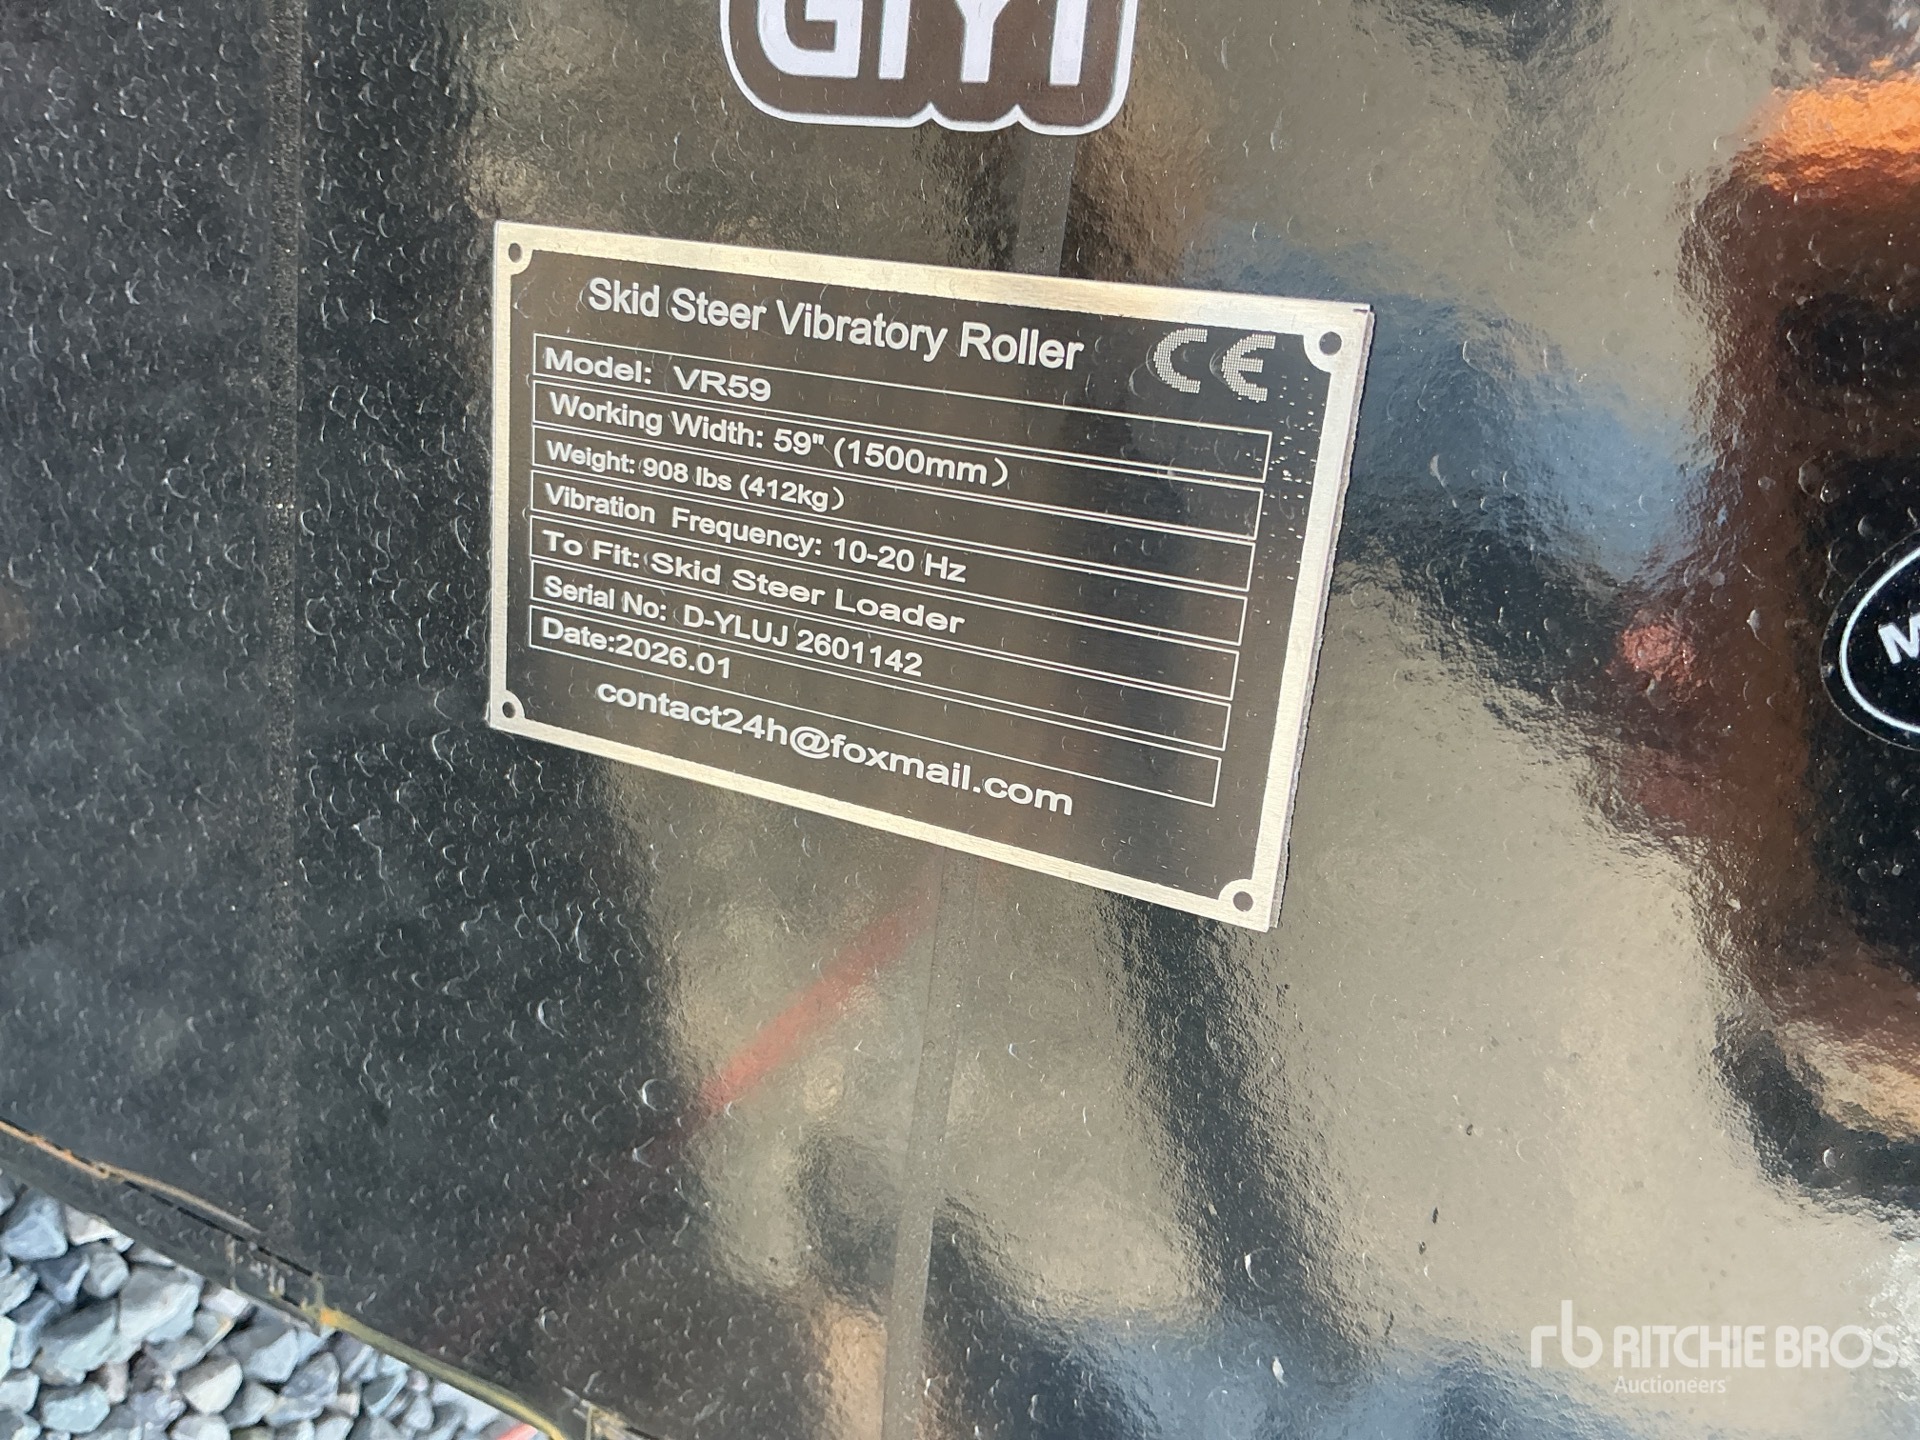 GIYI
Skid Steer Vibratory Roller
CE
Model: VR59
Working Width: 59" (1500mm)
Weight: 908 lbs (412kg)
Vibration Frequency: 10-20 Hz
To Fit: Skid Steer Loader
Serial No: D-YLUJ 2601142
Date:2026.01
contact24h@foxmail.com
rb RITCHIE BROS.
Auctioneers